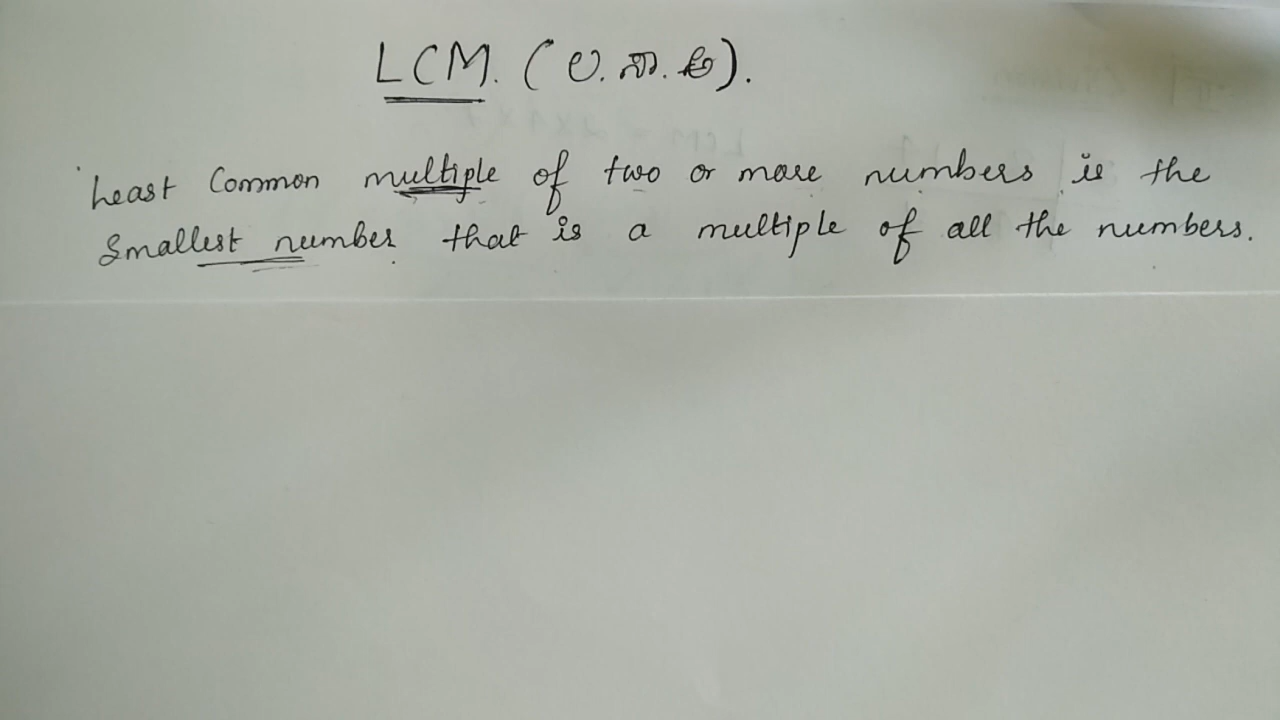 LCM. (ల.సా.అ).
Least Common multiple of two or more numbers is the
Smallest number that is a multiple of all the numbers.